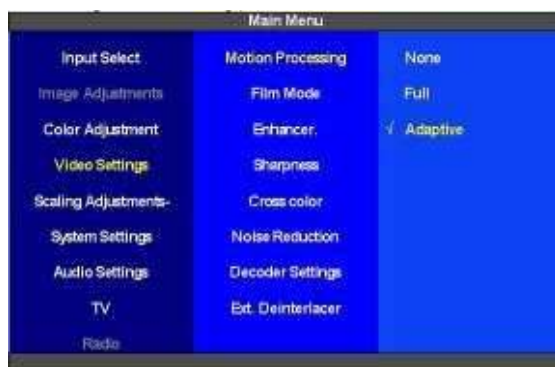 Main Menu
Input Select
Image Adjustments
Color Adjustment
Video Settings
Scaling Adjustments-
System Settings
Audio Settings
TV
Radio
Motion Processing
Film Mode
Enhancer.
Sharpness
Cross color
Noise Reduction
Decoder Settings
Ext. Deinterlacer
None
Full
√ Adaptive